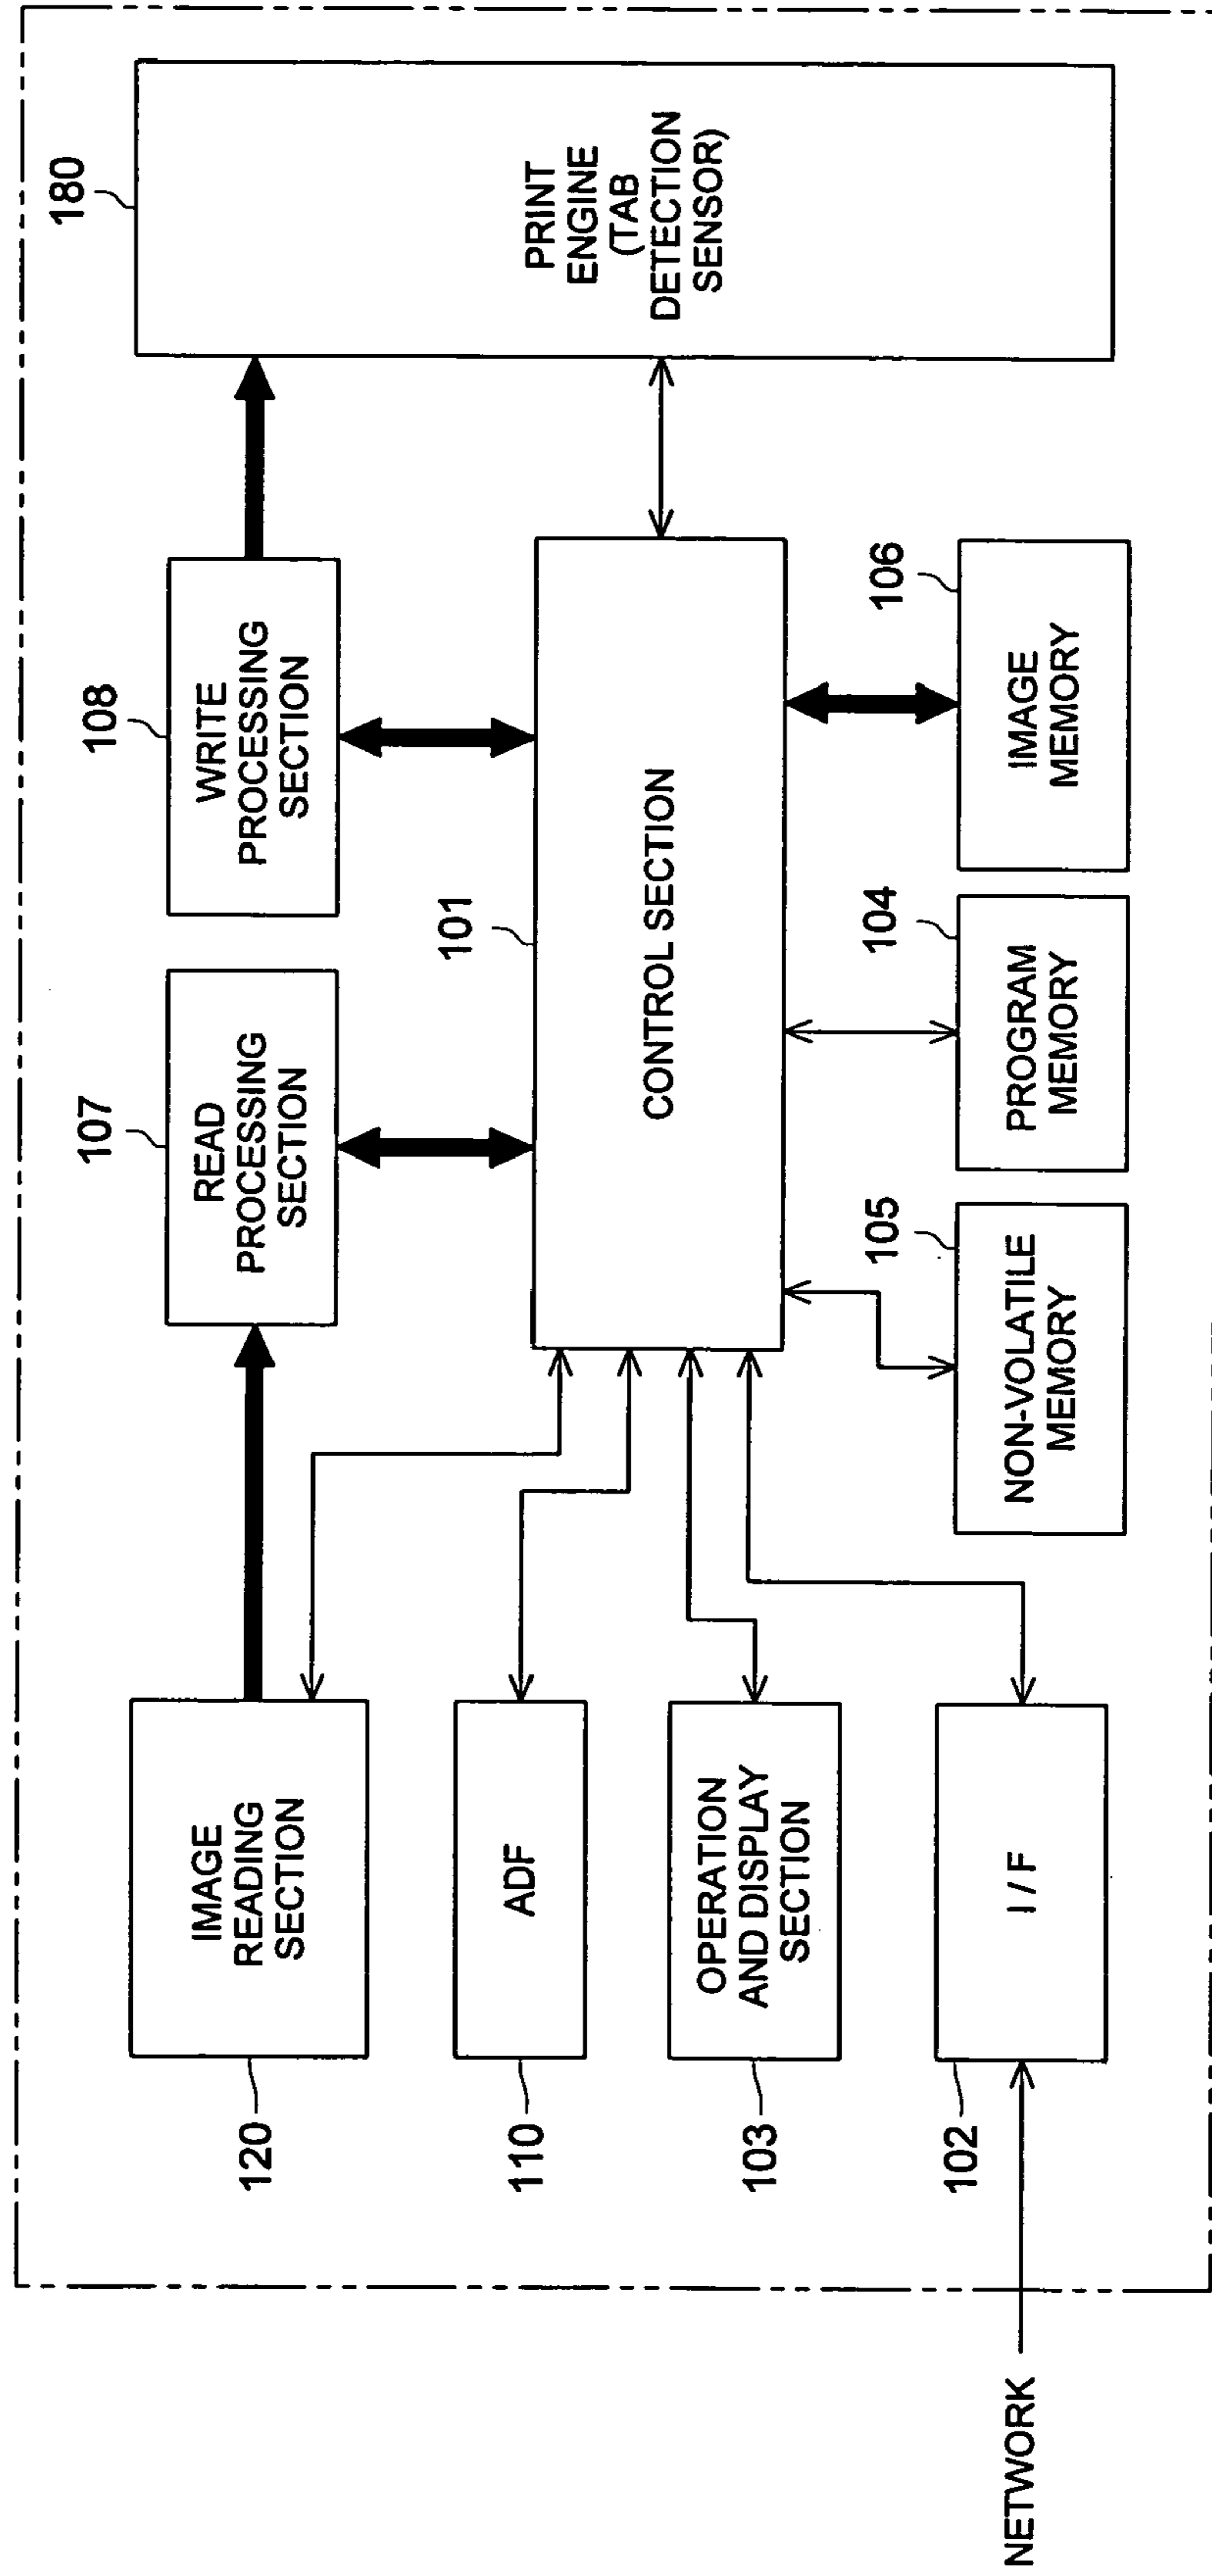 180
PRINT
ENGINE
(TAB
DETECTION
SENSOR)
108
WRITE
PROCESSING
SECTION
107
READ
PROCESSING
SECTION
101
CONTROL SECTION
106
IMAGE
MEMORY
104
PROGRAM
MEMORY
105
NON-VOLATILE
MEMORY
IMAGE
READING
SECTION
120
ADF
110
OPERATION
AND DISPLAY
SECTION
103
I / F
102
NETWORK